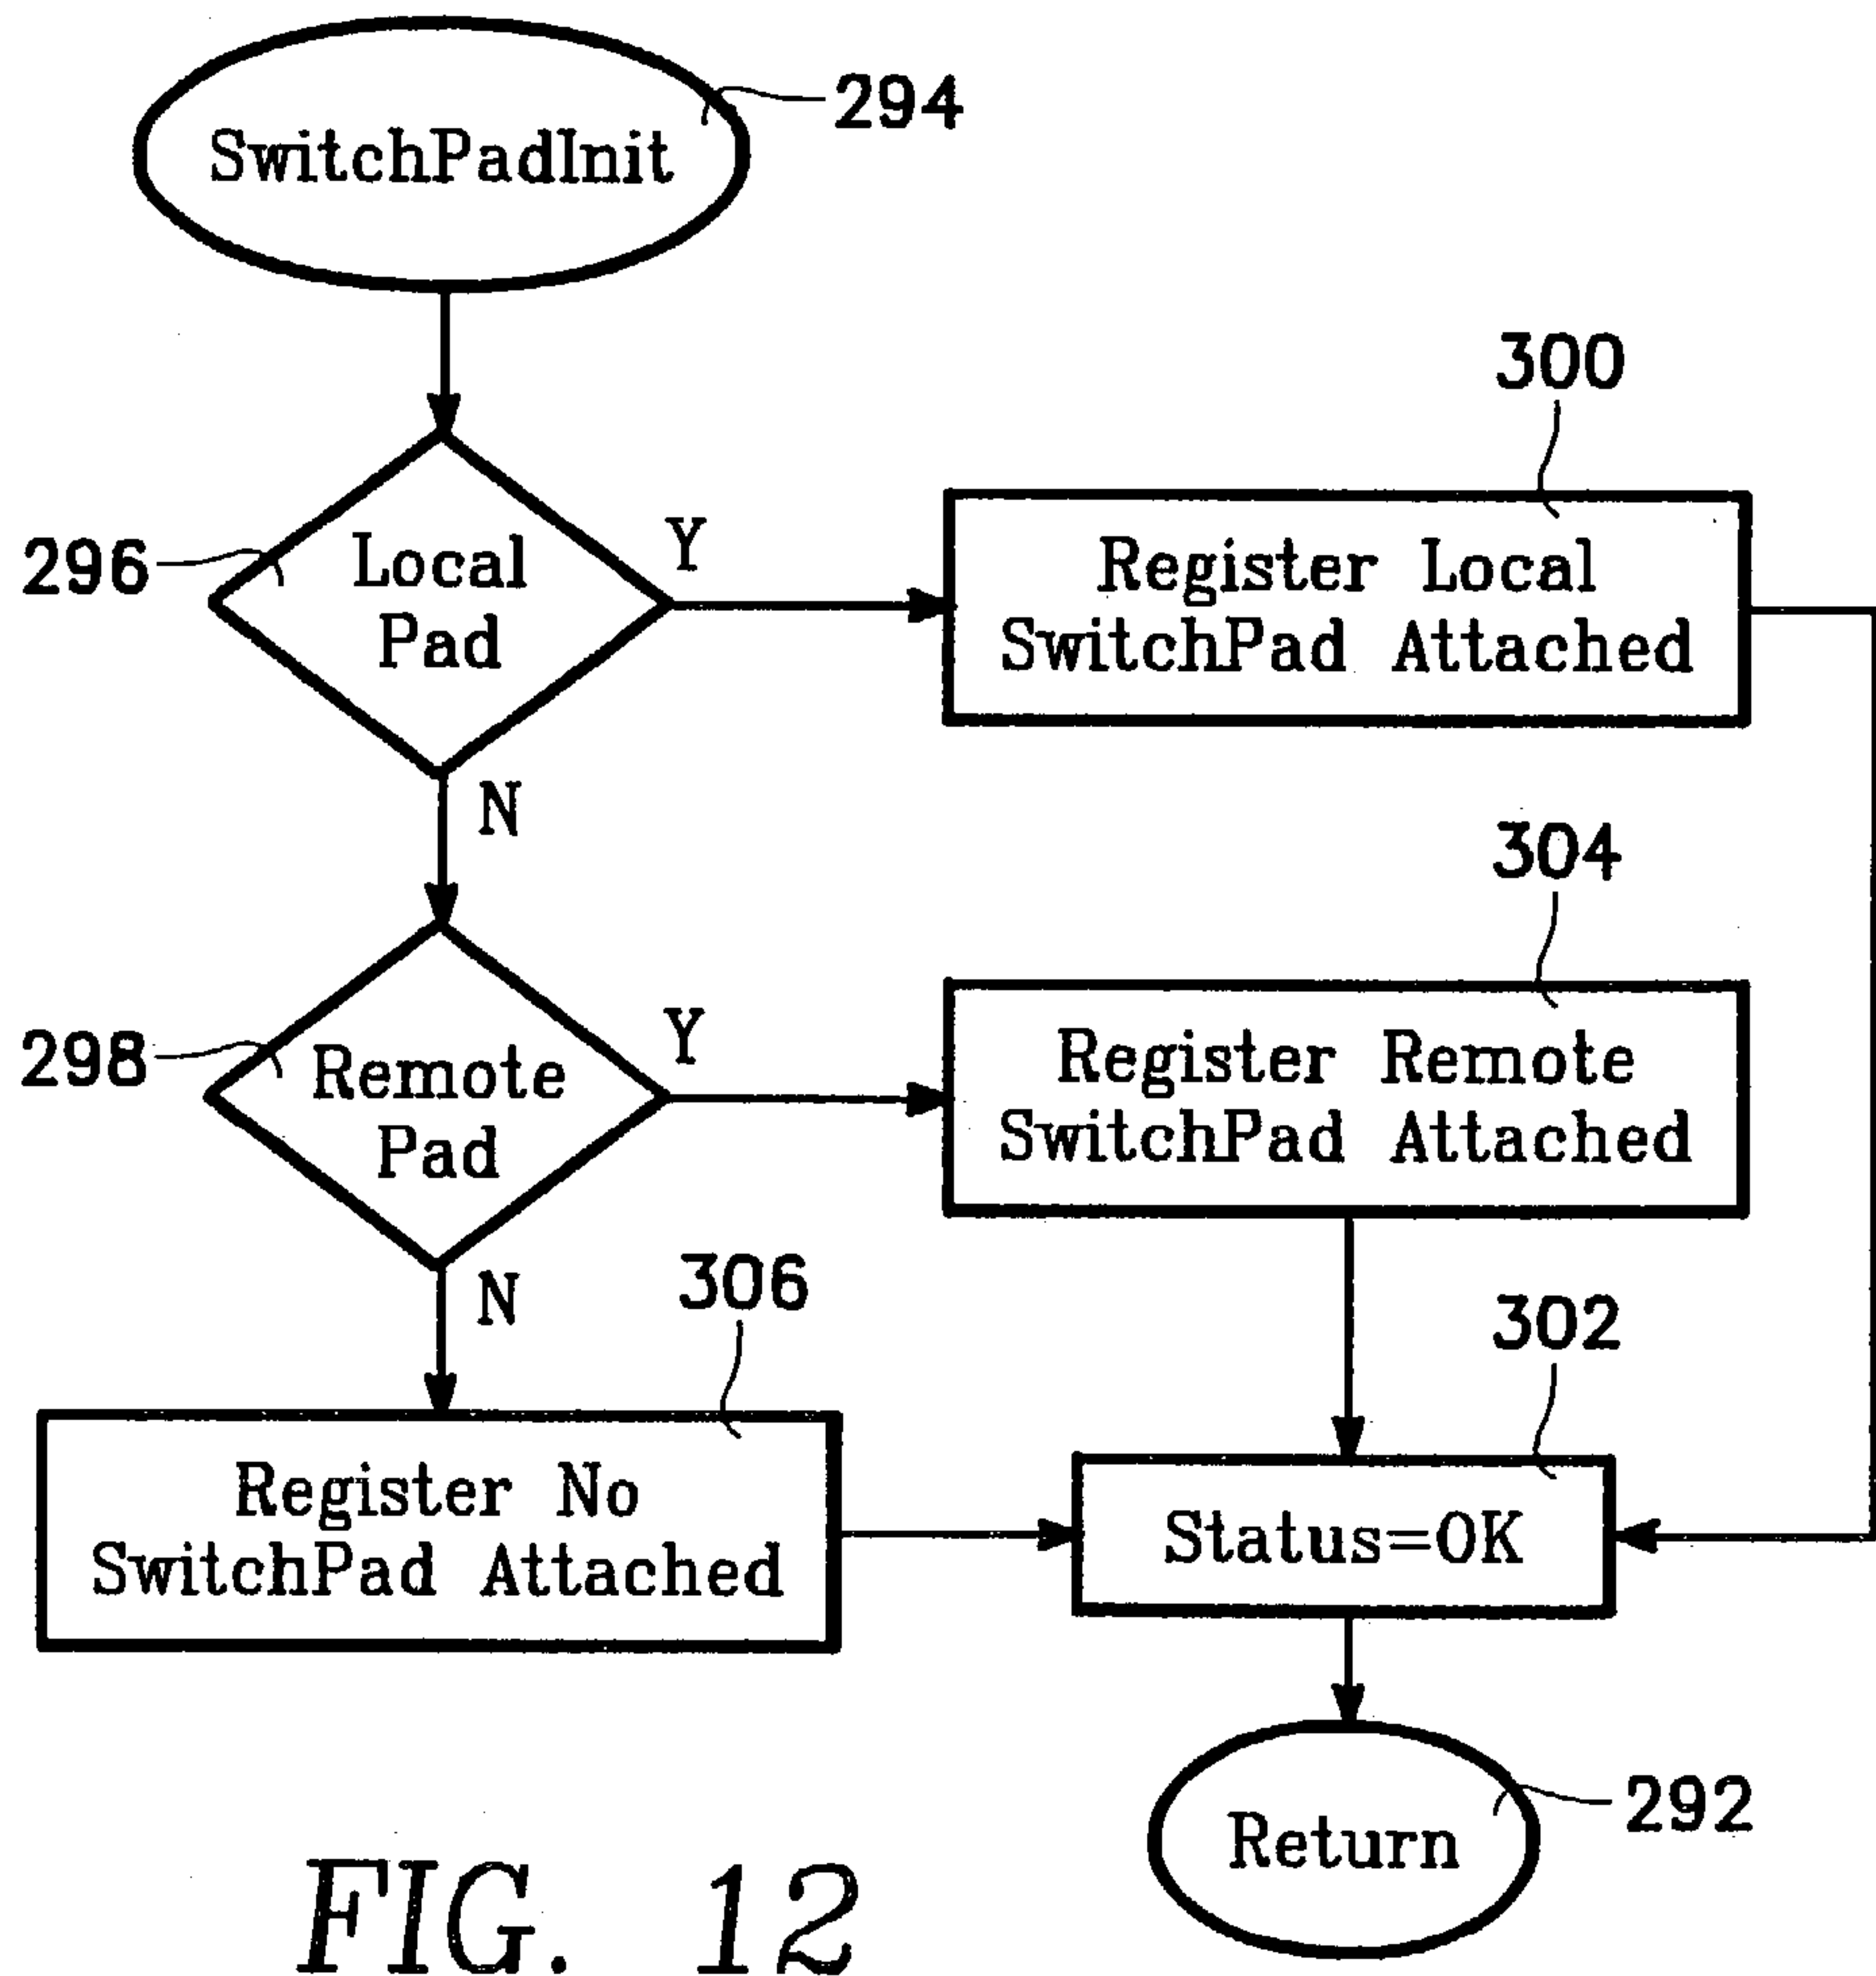 SwitchPadInit
294
300
296
Local
Pad
Y
Register Local
SwitchPad Attached
N
304
298
Remote
Pad
Y
Register Remote
SwitchPad Attached
N
306
302
Register No
SwitchPad Attached
Status=OK
Return
292
FIG. 12